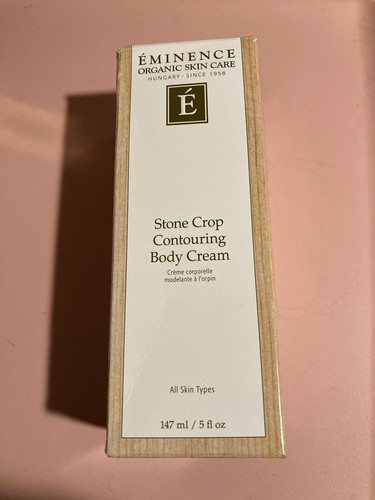 ÉMINENCE
ORGANIC SKIN CARE
HUNGARY · SINCE 1958
É
Stone Crop
Contouring
Body Cream
Crème corporelle
modelante à l'orpin
All Skin Types
147 ml / 5 fl oz